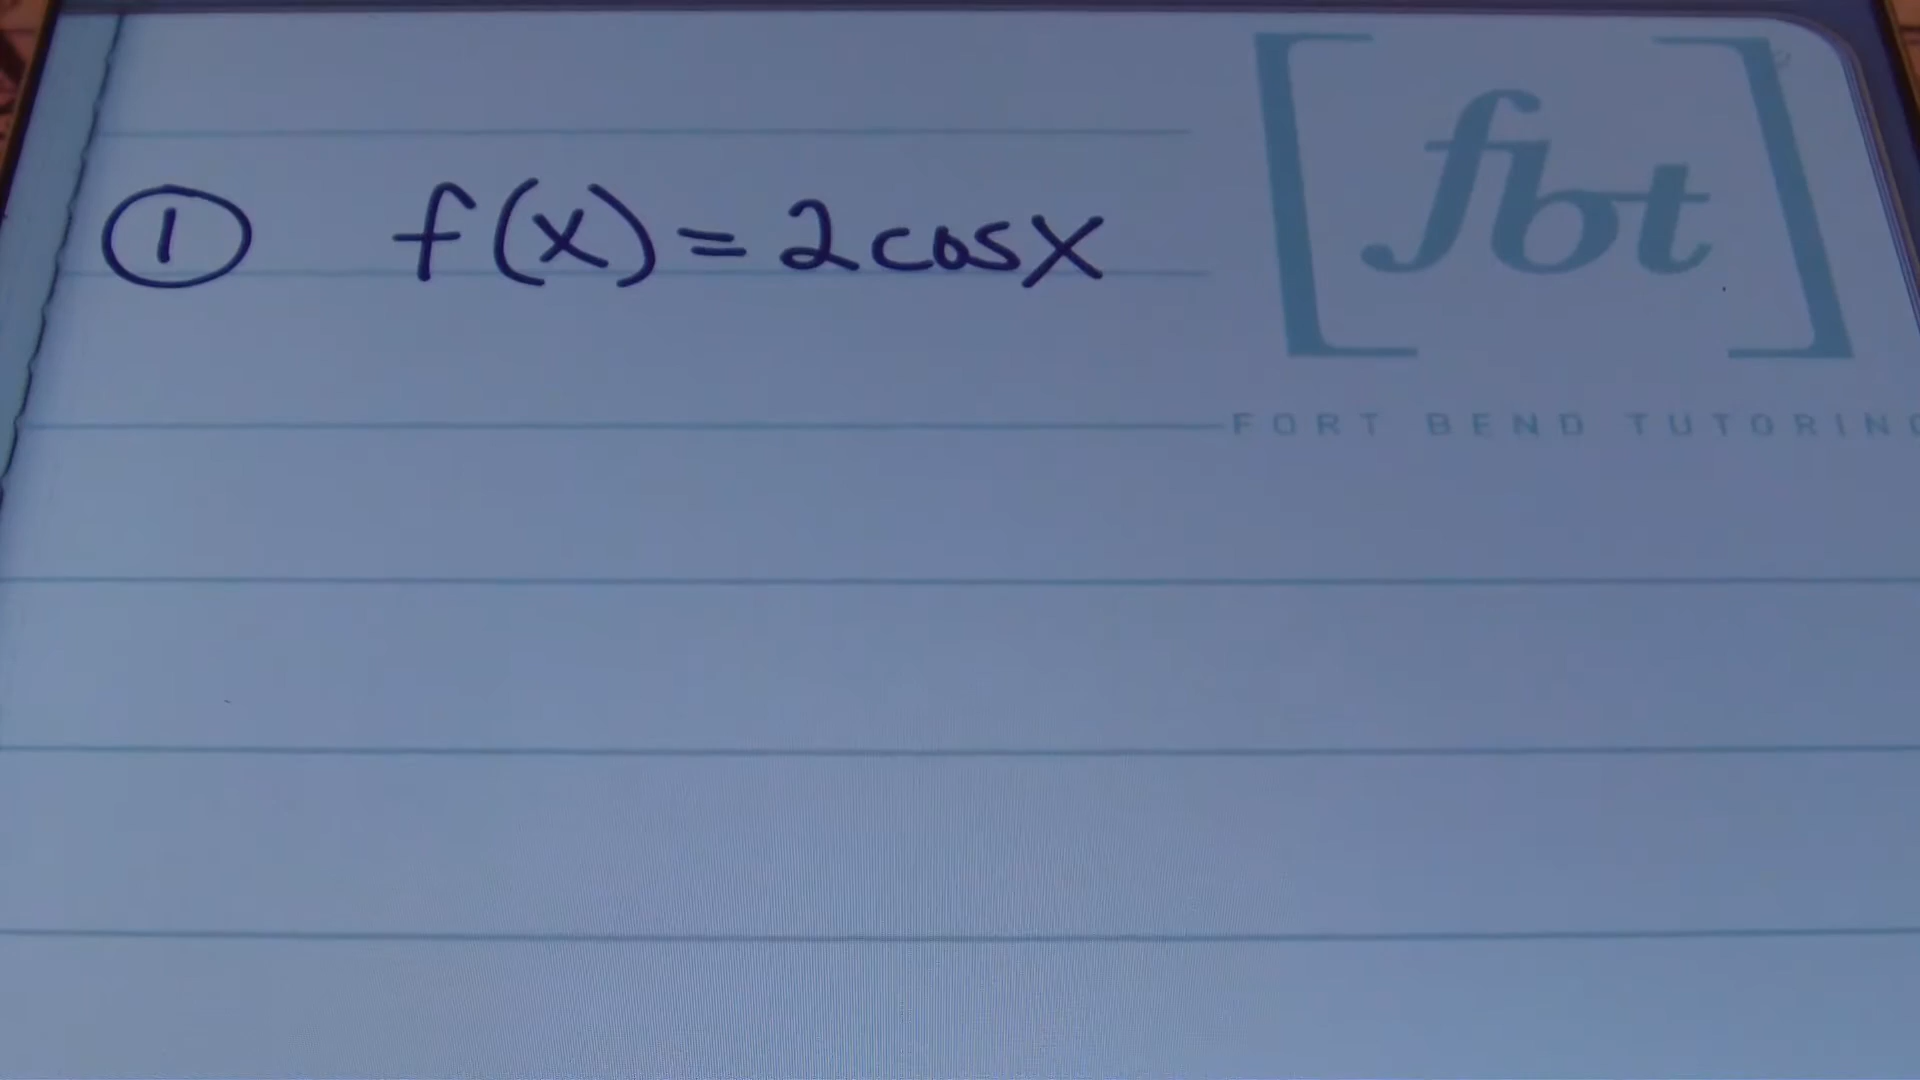 ① f(x) = 2cosx
fbt
FORT BEND TUTORING